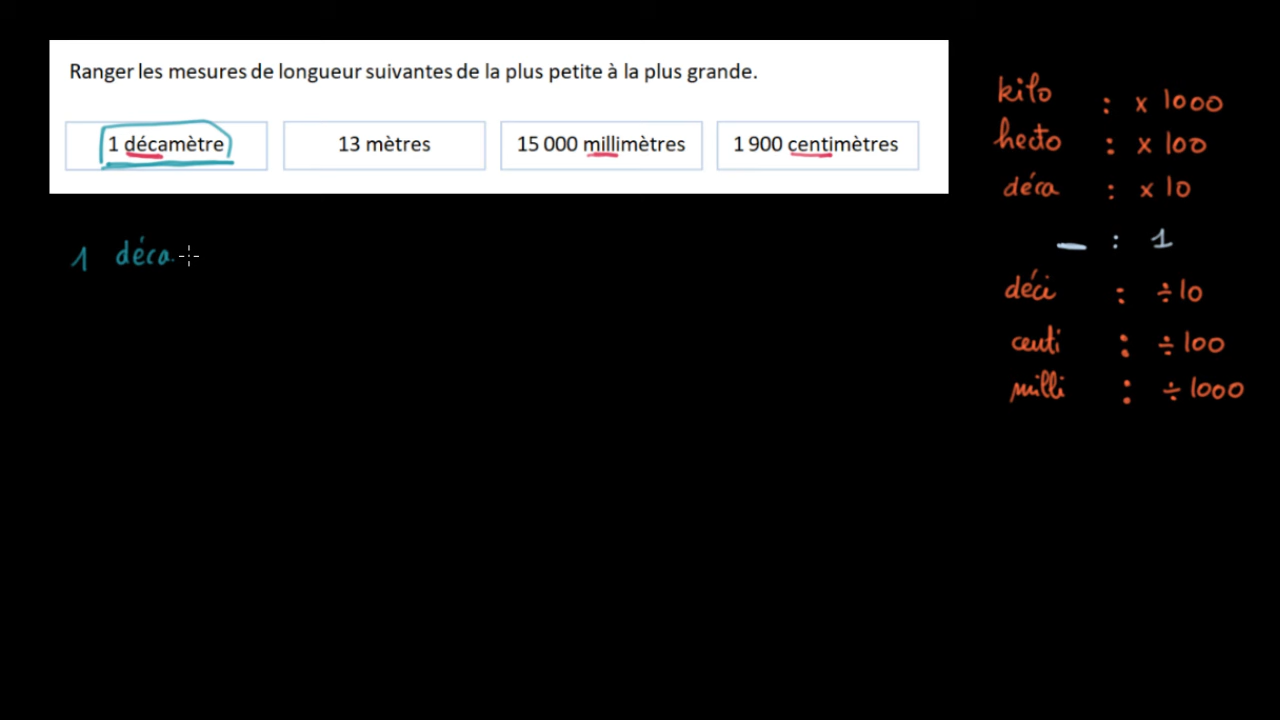 Ranger les mesures de longueur suivantes de la plus petite à la plus grande.
1 décamètre
13 mètres
15 000 millimètres
1 900 centimètres
1 déca
kilo : x 1000
hecto : x 100
déca : x 10
— : 1
déci : ÷10
centi : ÷100
milli : ÷1000